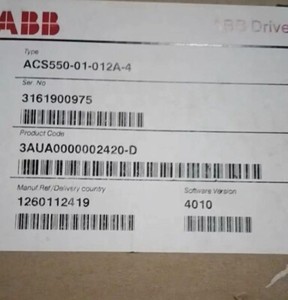 ABB
ABB Drive
Type
ACS550-01-012A-4
Ser. No
3161900975
Product Code
3AUA0000002420-D
Manuf.Ref/Delivery country
Software Version
1260112419
4010